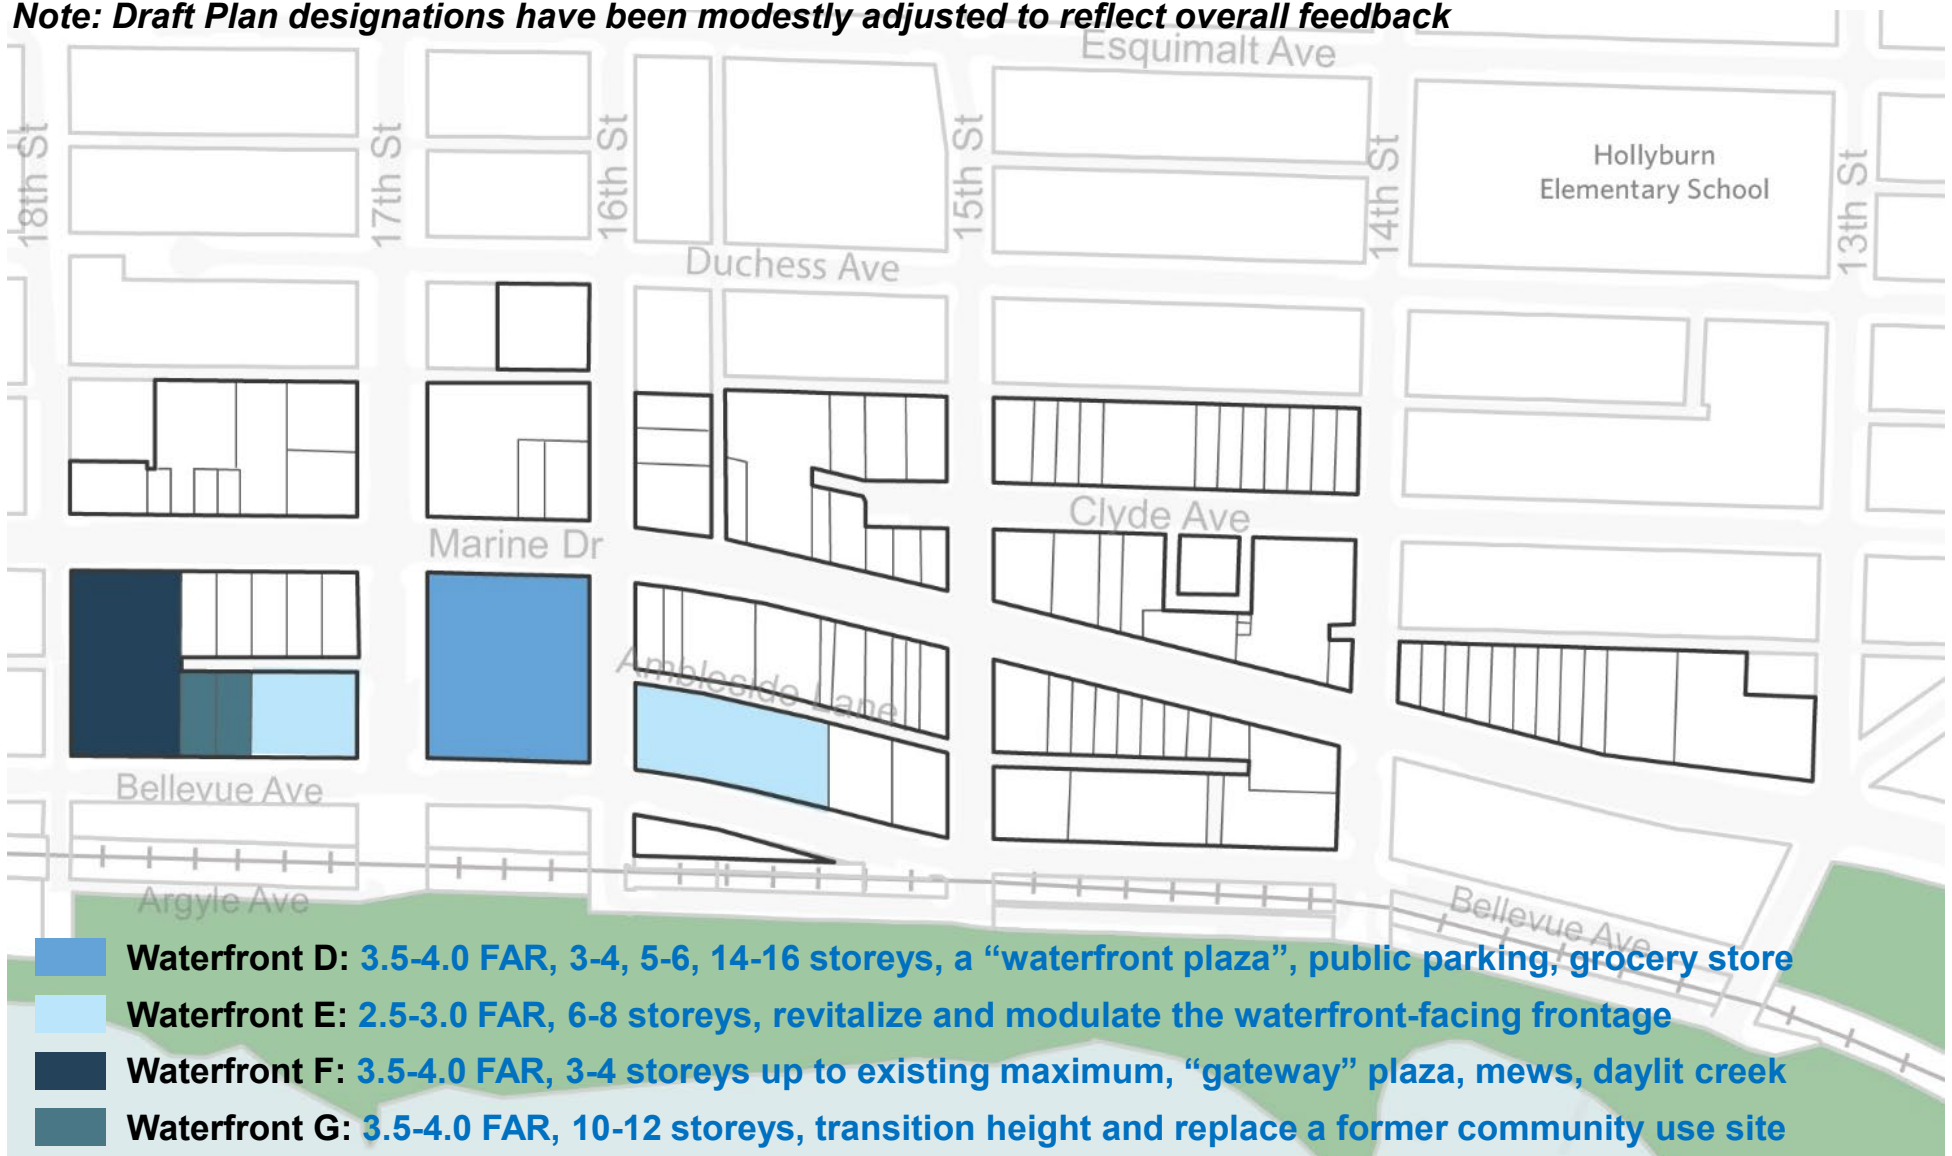 Note: Draft Plan designations have been modestly adjusted to reflect overall feedback
Esquimalt Ave
18th St
17th St
16th St
15th St
14th St
13th St
Hollyburn
Elementary School
Duchess Ave
Clyde Ave
Marine Dr
Ambleside Lane
Bellevue Ave
Argyle Ave
Bellevue Ave
Waterfront D: 3.5-4.0 FAR, 3-4, 5-6, 14-16 storeys, a “waterfront plaza”, public parking, grocery store
Waterfront E: 2.5-3.0 FAR, 6-8 storeys, revitalize and modulate the waterfront-facing frontage
Waterfront F: 3.5-4.0 FAR, 3-4 storeys up to existing maximum, “gateway” plaza, mews, daylit creek
Waterfront G: 3.5-4.0 FAR, 10-12 storeys, transition height and replace a former community use site